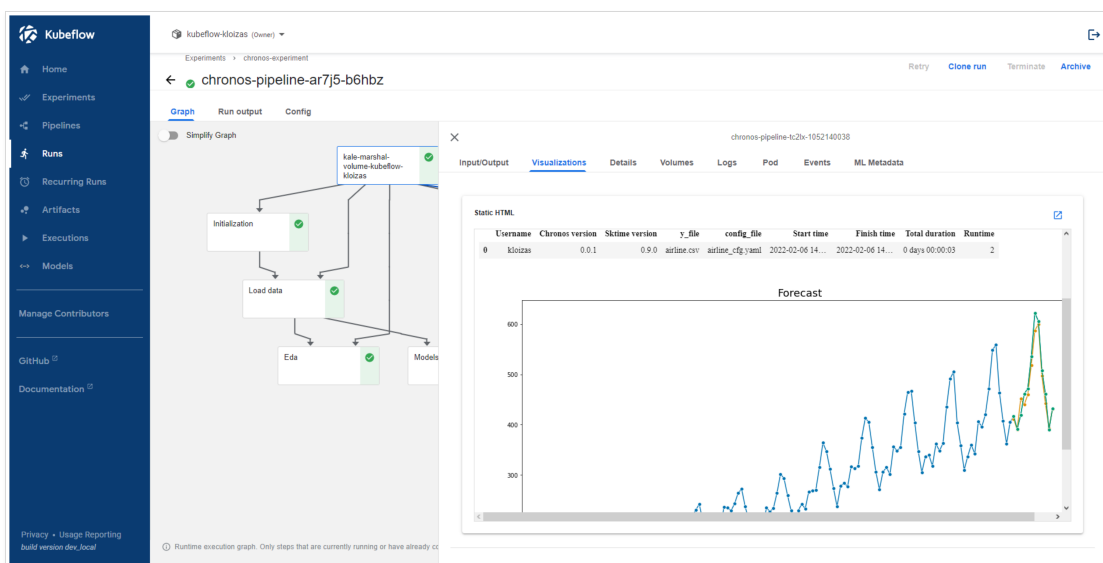 Kubeflow
kubeflow-kloizas (Owner)
Experiments > chronos-experiment
chronos-pipeline-ar7j5-b6hbz
Retry Clone run Terminate Archive
Home
Experiments
Pipelines
Runs
Recurring Runs
Artifacts
Executions
Models
Manage Contributors
GitHub
Documentation
Privacy • Usage Reporting
build version dev_local
Graph Run output Config
Simplify Graph
kale-marshal-
volume-kubeflow-
kloizas
Initialization
Load data
Eda
Models
Runtime execution graph. Only steps that are currently running or have already co
chronos-pipeline-tc2lx-1052140038
Input/Output Visualizations Details Volumes Logs Pod Events ML Metadata
Static HTML
Username Chronos version Sktime version y_file config_file Start time Finish time Total duration Runtime
0 kloizas 0.0.1 0.9.0 airline.csv airline_cfg.yaml 2022-02-06 14... 2022-02-06 14... 0 days 00:00:03 2
Forecast
600
500
400
300